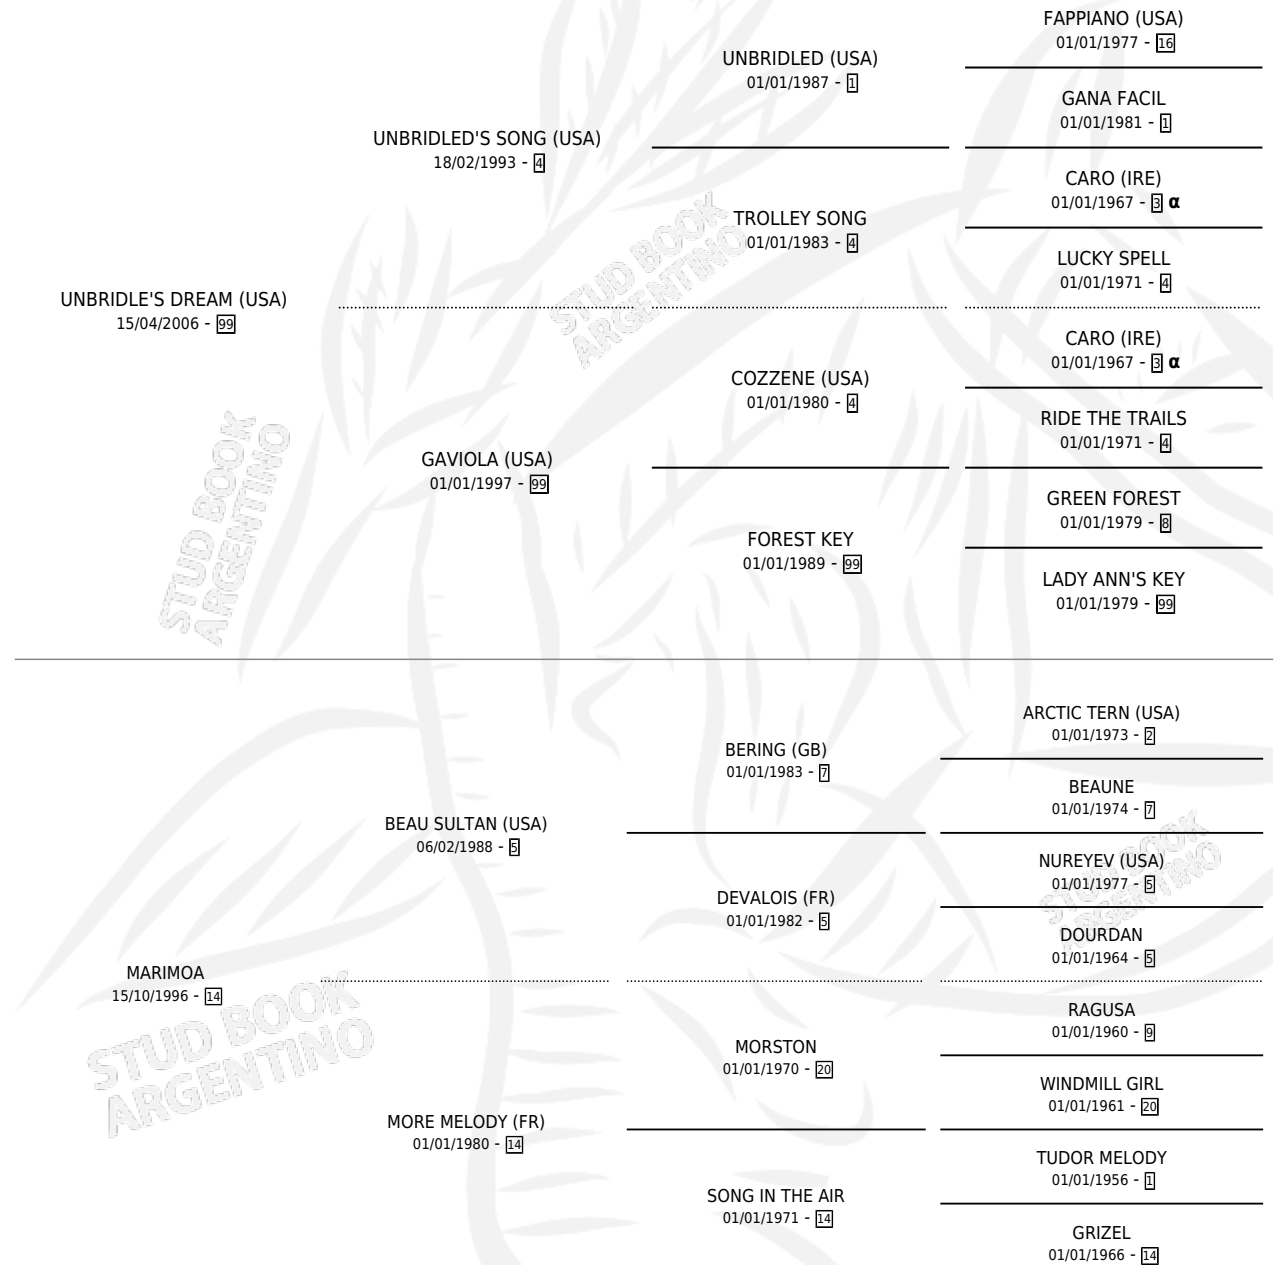 FAPPIANO (USA)
01/01/1977 - 16
UNBRIDLED (USA)
01/01/1987 - 1
GANA FACIL
01/01/1981 - 1
UNBRIDLED'S SONG (USA)
18/02/1993 - 4
CARO (IRE)
01/01/1967 - 3 α
TROLLEY SONG
01/01/1983 - 4
LUCKY SPELL
01/01/1971 - 4
UNBRIDLE'S DREAM (USA)
15/04/2006 - 99
CARO (IRE)
01/01/1967 - 3 α
COZZENE (USA)
01/01/1980 - 4
RIDE THE TRAILS
01/01/1971 - 4
GAVIOLA (USA)
01/01/1997 - 99
GREEN FOREST
01/01/1979 - 8
FOREST KEY
01/01/1989 - 99
LADY ANN'S KEY
01/01/1979 - 99
ARCTIC TERN (USA)
01/01/1973 - 2
BERING (GB)
01/01/1983 - 7
BEAUNE
01/01/1974 - 7
BEAU SULTAN (USA)
06/02/1988 - 5
NUREYEV (USA)
01/01/1977 - 5
DEVALOIS (FR)
01/01/1982 - 5
DOURDAN
01/01/1964 - 5
MARIMOA
15/10/1996 - 14
RAGUSA
01/01/1960 - 9
MORSTON
01/01/1970 - 20
WINDMILL GIRL
01/01/1961 - 20
MORE MELODY (FR)
01/01/1980 - 14
TUDOR MELODY
01/01/1956 - 1
SONG IN THE AIR
01/01/1971 - 14
GRIZEL
01/01/1966 - 14
STUD BOOK
ARGENTINO
STUD BOOK
ARGENTINO
STUD BOOK
ARGENTINO
STUD BOOK
ARGENTINO